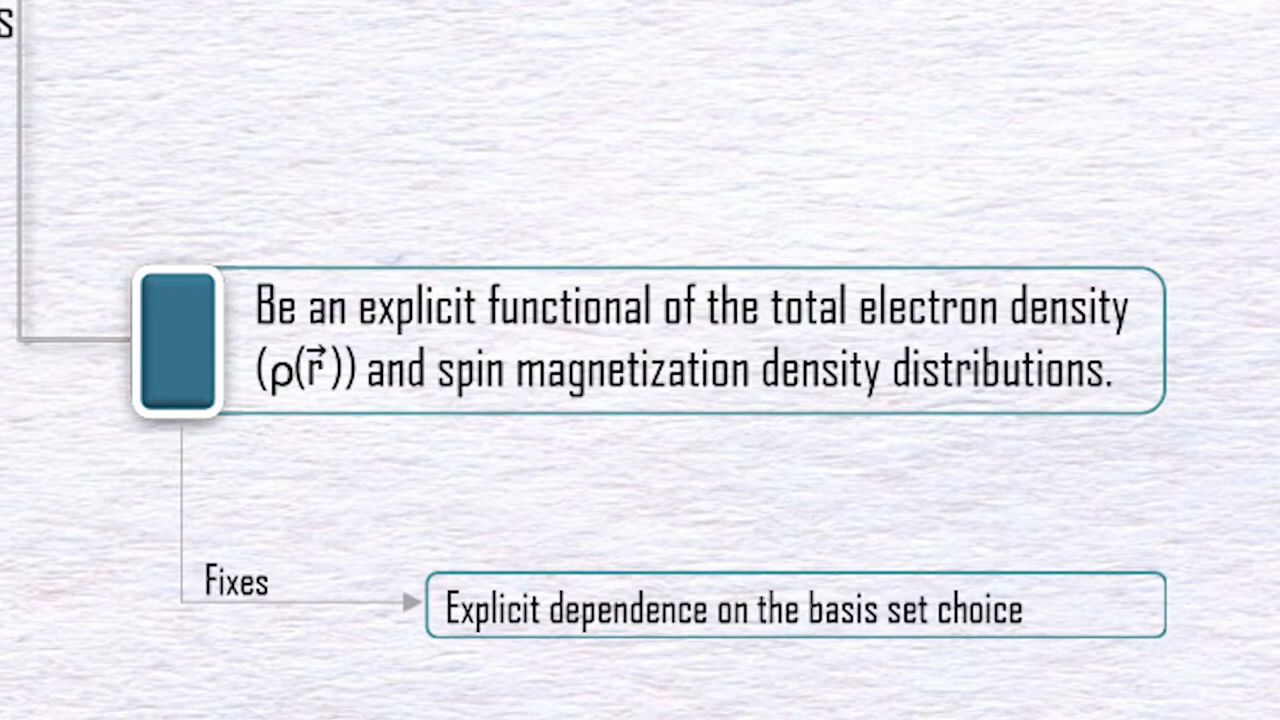 s
Be an explicit functional of the total electron density
(ρ(r⃗)) and spin magnetization density distributions.
Fixes
Explicit dependence on the basis set choice